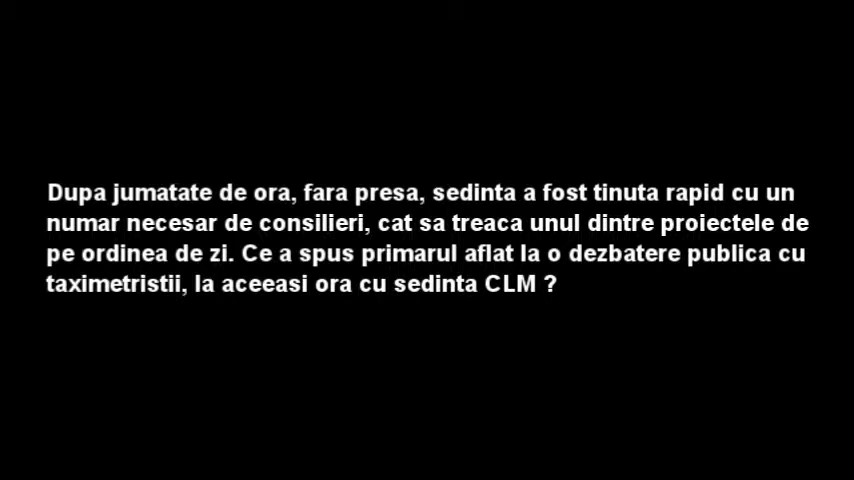 Dupa jumatate de ora, fara presa, sedinta a fost tinuta rapid cu un
numar necesar de consilieri, cat sa treaca unul dintre proiectele de
pe ordinea de zi. Ce a spus primarul aflat la o dezbatere publica cu
taximetristii, la aceeasi ora cu sedinta CLM ?